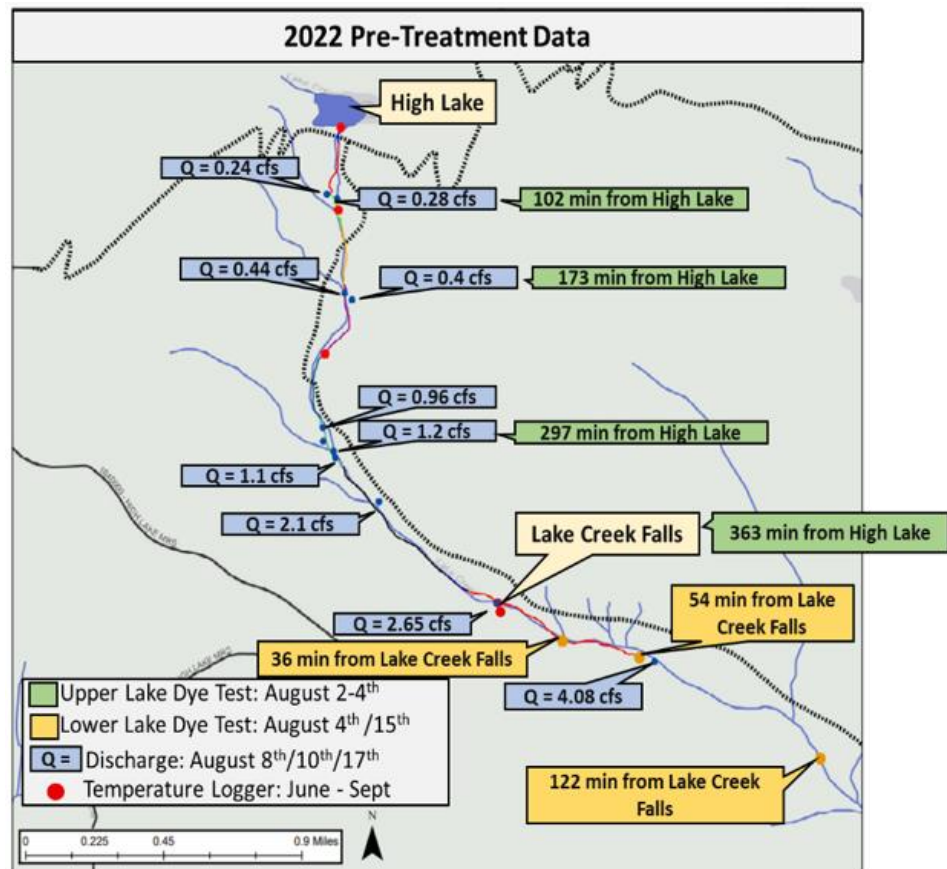 2022 Pre-Treatment Data
High Lake
Q = 0.24 cfs
Q = 0.28 cfs
102 min from High Lake
Q = 0.44 cfs
Q = 0.4 cfs
173 min from High Lake
Q = 0.96 cfs
Q = 1.2 cfs
297 min from High Lake
Q = 1.1 cfs
Q = 2.1 cfs
Lake Creek Falls
363 min from High Lake
Q = 2.65 cfs
54 min from Lake
Creek Falls
36 min from Lake Creek Falls
Q = 4.08 cfs
122 min from Lake Creek
Falls
HIGH LAKE MRS
Upper Lake Dye Test: August 2-4th
Lower Lake Dye Test: August 4th /15th
Q = Discharge: August 8th/10th/17th
Temperature Logger: June - Sept
0 0.225 0.45 0.9 Miles
N